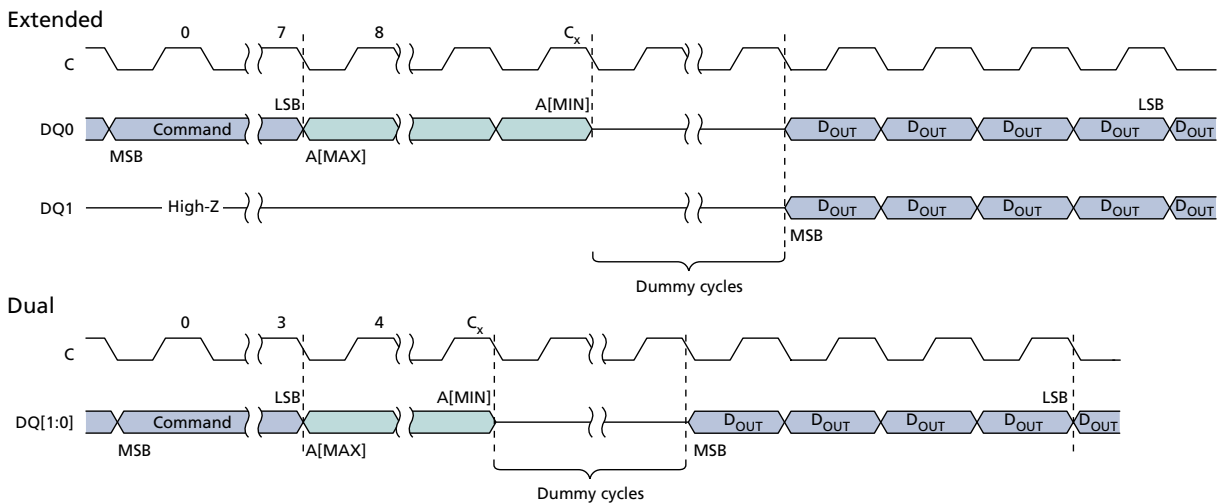 Extended
0 7 8 Cx
C
LSB A[MIN] LSB
DQ0 Command DOUT DOUT DOUT DOUT DOUT
MSB A[MAX]
DQ1 High-Z DOUT DOUT DOUT DOUT DOUT
MSB
Dummy cycles
Dual
0 3 4 Cx
C
LSB A[MIN] LSB
DQ[1:0] Command DOUT DOUT DOUT DOUT DOUT
MSB A[MAX] MSB
Dummy cycles